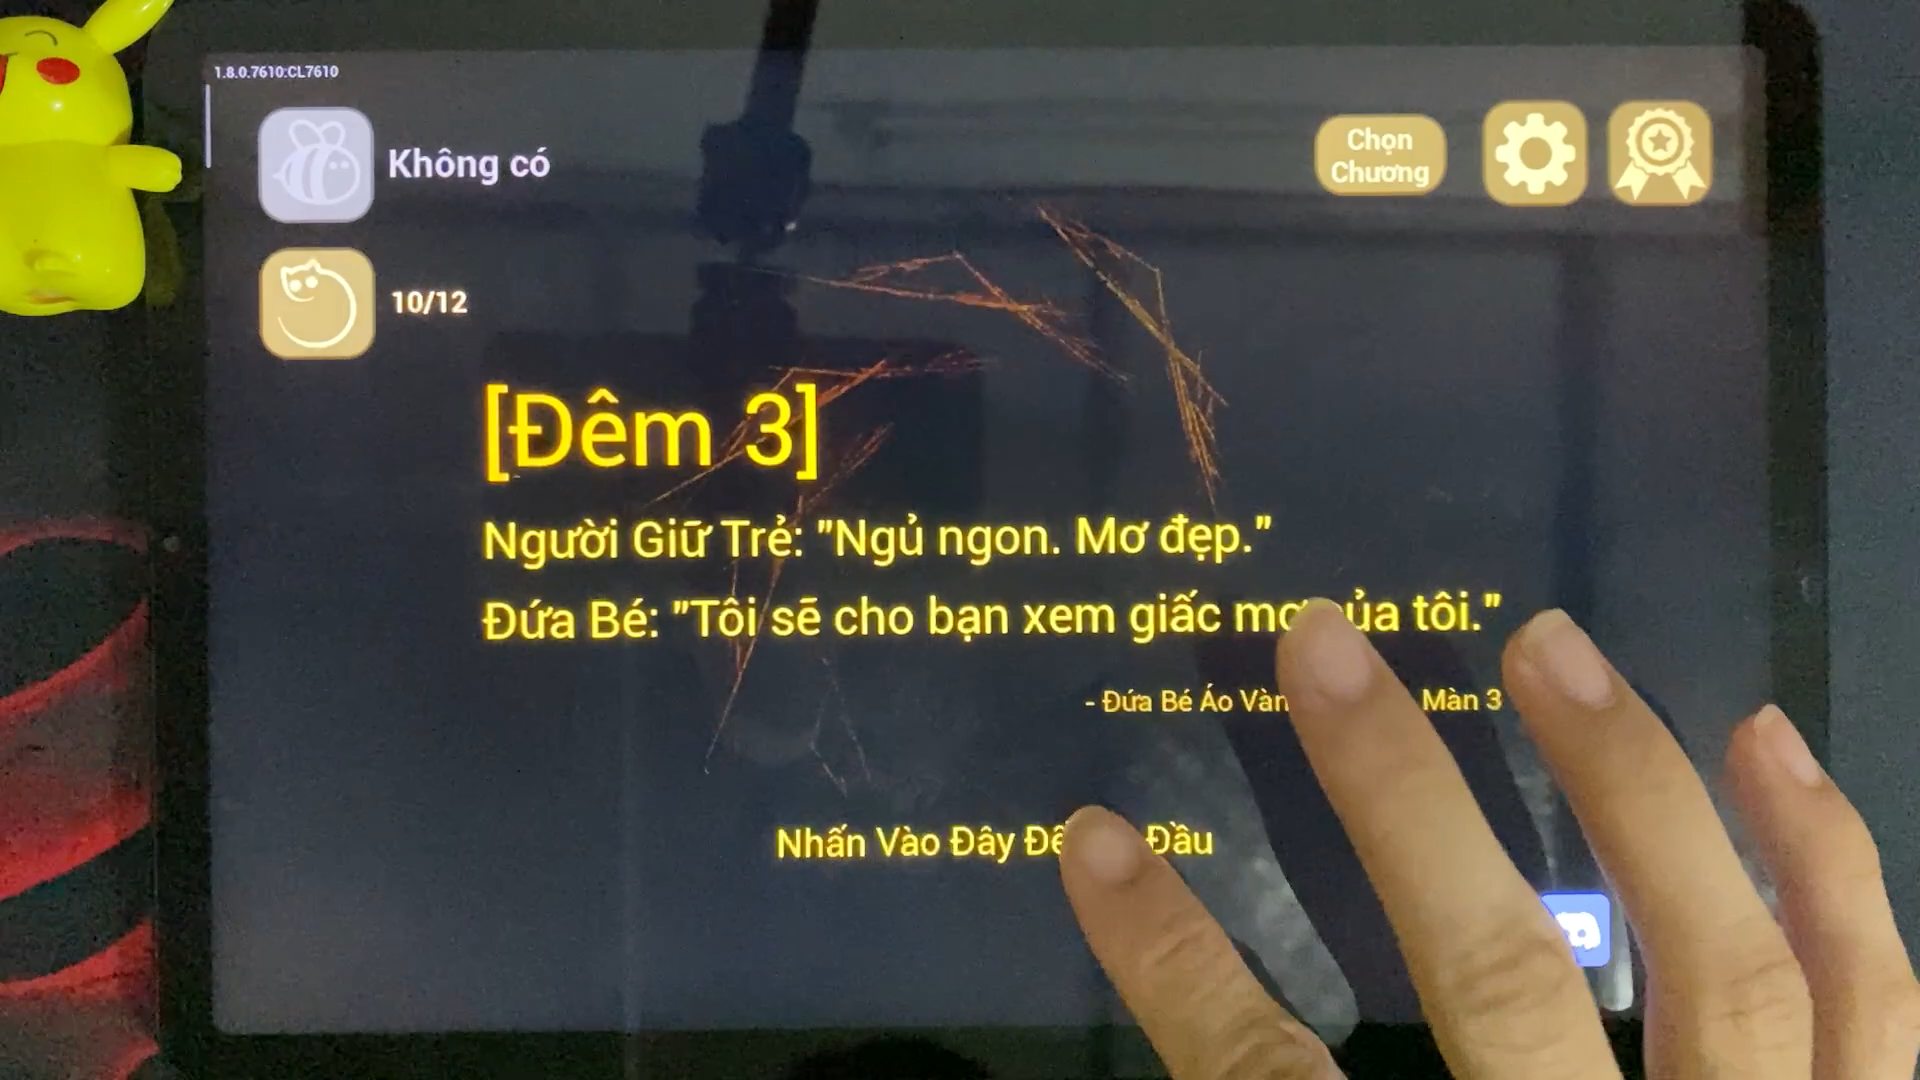 1.8.0.7610:CL7610
Không có
Chọn
Chương
10/12
[Đêm 3]
Người Giữ Trẻ: "Ngủ ngon. Mơ đẹp."
Đứa Bé: "Tôi sẽ cho bạn xem giấc mơ của tôi."
- Đứa Bé Áo Màn 3
Nhấn Vào Đây Đầu